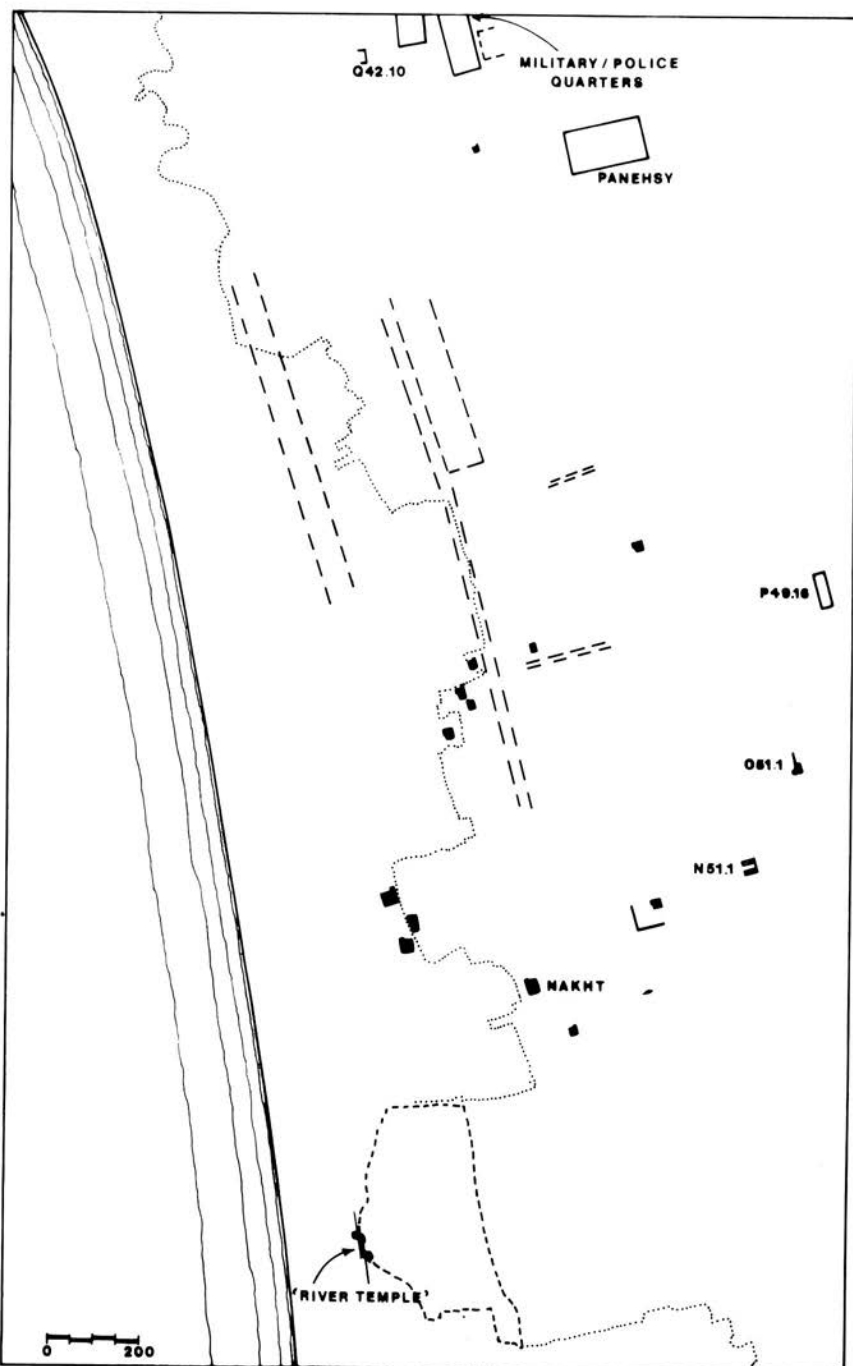 Q42.10
MILITARY/POLICE
QUARTERS
PANEHSY
P49.16
O51.1
N51.1
NAKHT
'RIVER TEMPLE'
0 200